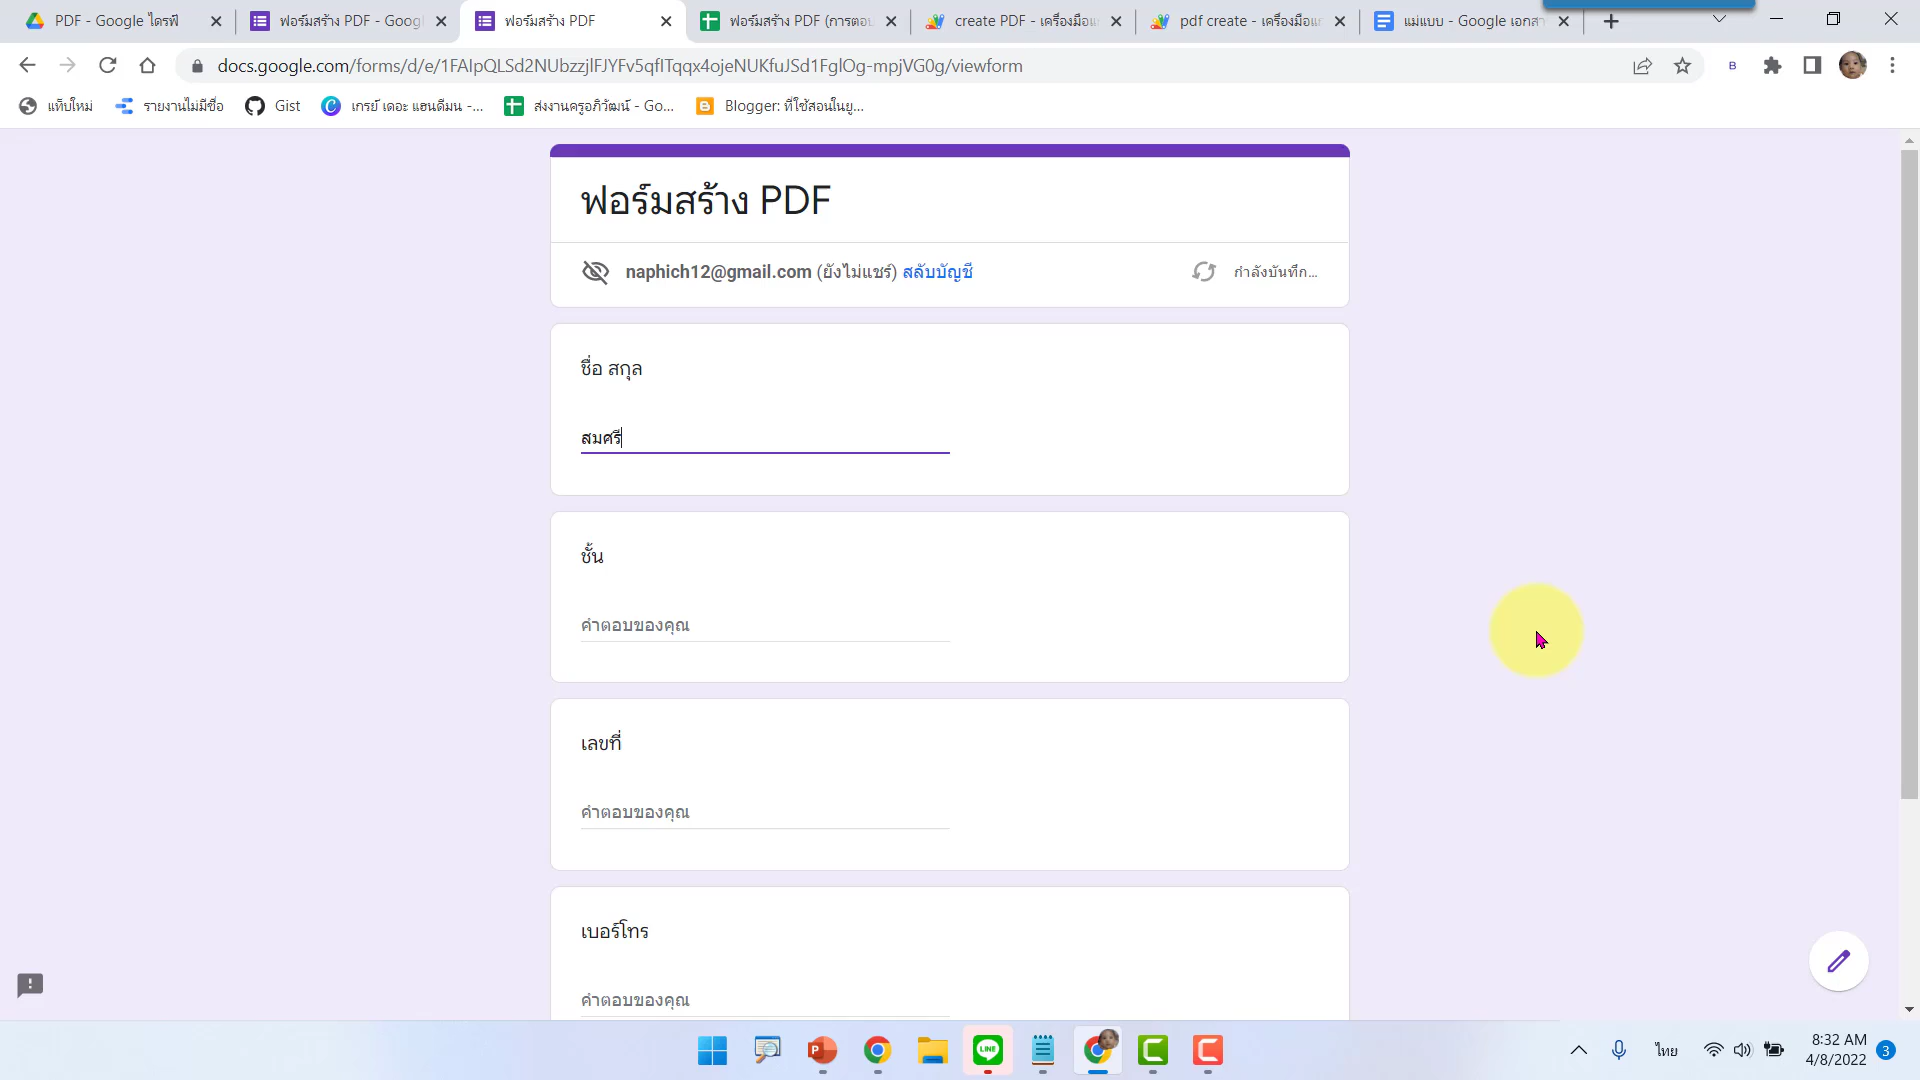 PDF - Google ไดรฟ์
ฟอร์มสร้าง PDF - Googl
ฟอร์มสร้าง PDF
ฟอร์มสร้าง PDF (การตอบ
create PDF - เครื่องมือแก
pdf create - เครื่องมือแก
แม่แบบ - Google เอกสา
docs.google.com/forms/d/e/1FAIpQLSd2NUbzzjlFJYFv5qfITqqx4ojeNUKfuJSd1FglOg-mpjVG0g/viewform
B
แท็บใหม่
รายงานไม่มีชื่อ
Gist
เกรย์ เดอะ แฮนดีแมน -...
ส่งงานครูอภิวัฒน์ - Go...
Blogger: ที่ใช้สอนในยู...
ฟอร์มสร้าง PDF
naphich12@gmail.com (ยังไม่แชร์) สลับบัญชี
กำลังบันทึก...
ชื่อ สกุล
สมศรี
ชั้น
คำตอบของคุณ
เลขที่
คำตอบของคุณ
เบอร์โทร
คำตอบของคุณ
LINE
ไทย
8:32 AM
4/8/2022
3